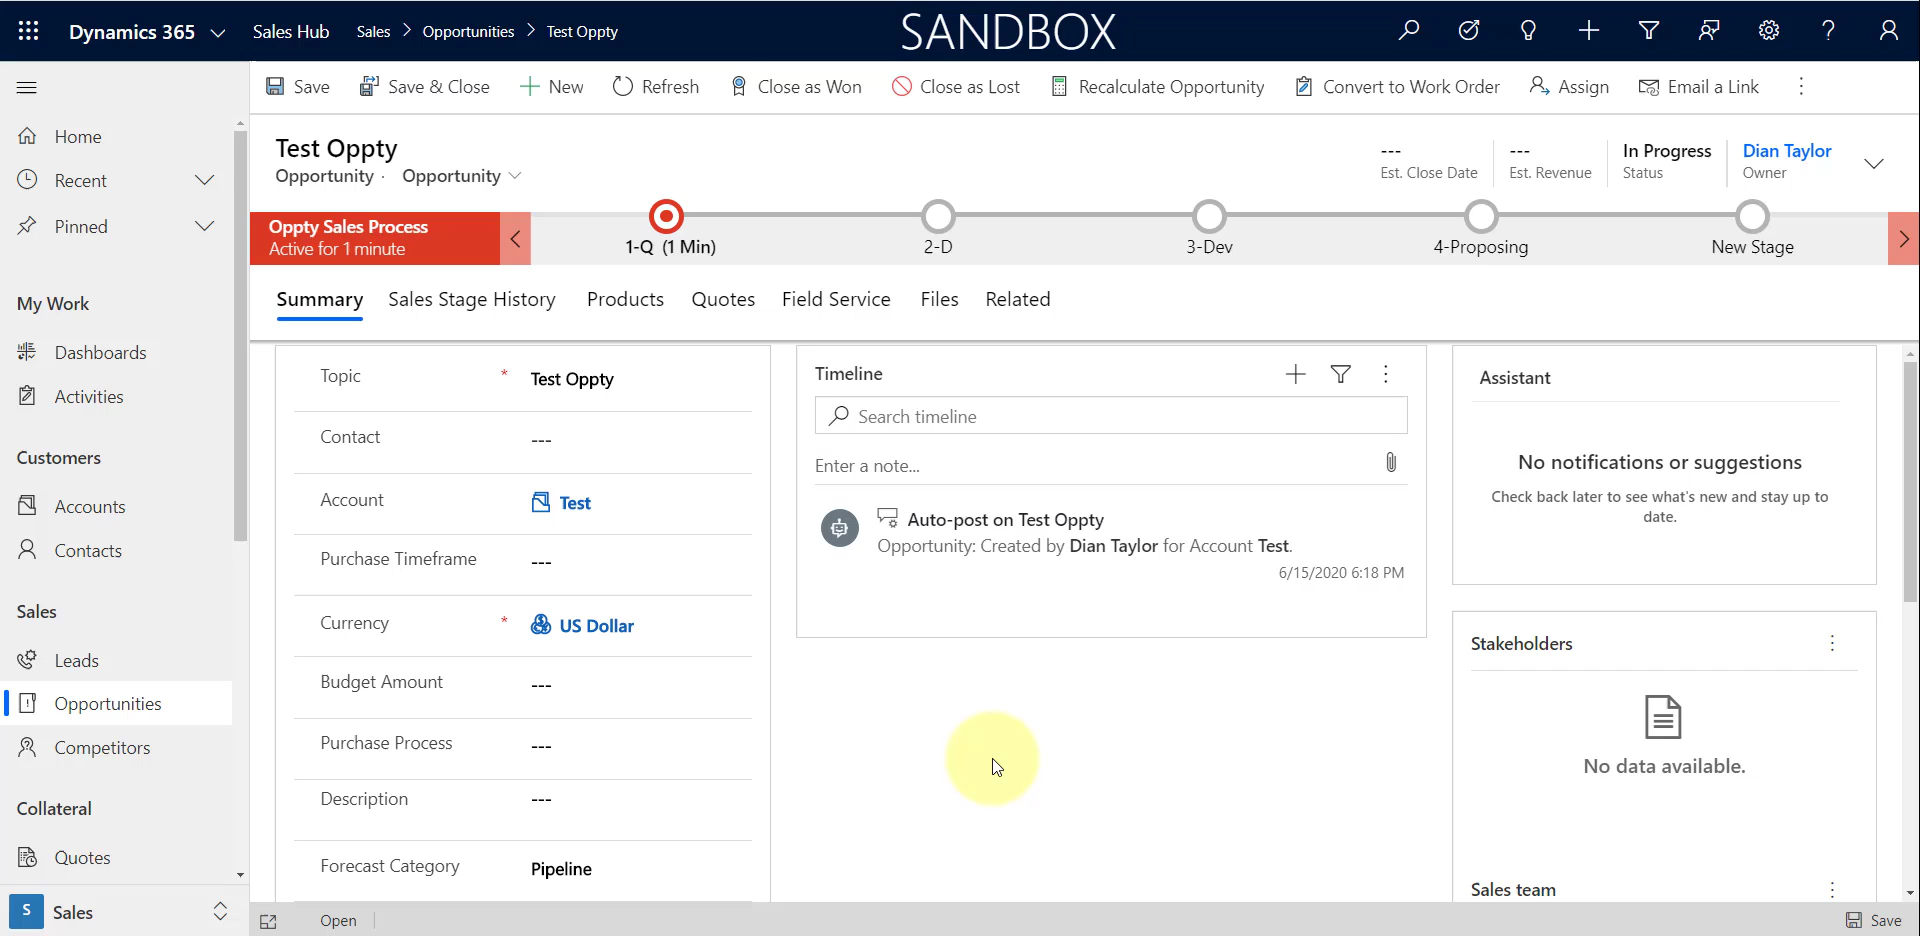 Dynamics 365
Sales Hub
Sales > Opportunities > Test Oppty
SANDBOX
?
Save
Save & Close
New
Refresh
Close as Won
Close as Lost
Recalculate Opportunity
Convert to Work Order
Assign
Email a Link
Home
Recent
Pinned
My Work
Dashboards
Activities
Customers
Accounts
Contacts
Sales
Leads
Opportunities
Competitors
Collateral
Quotes
S Sales
Test Oppty
Opportunity · Opportunity
---
Est. Close Date
---
Est. Revenue
In Progress
Status
Dian Taylor
Owner
Oppty Sales Process
Active for 1 minute
1-Q (1 Min)
2-D
3-Dev
4-Proposing
New Stage
Summary
Sales Stage History
Products
Quotes
Field Service
Files
Related
Topic * Test Oppty
Contact ---
Account Test
Purchase Timeframe ---
Currency * US Dollar
Budget Amount ---
Purchase Process ---
Description ---
Forecast Category Pipeline
Timeline
Search timeline
Enter a note...
Auto-post on Test Oppty
Opportunity: Created by Dian Taylor for Account Test.
6/15/2020 6:18 PM
Assistant
No notifications or suggestions
Check back later to see what's new and stay up to
date.
Stakeholders
No data available.
Sales team
Open
Save